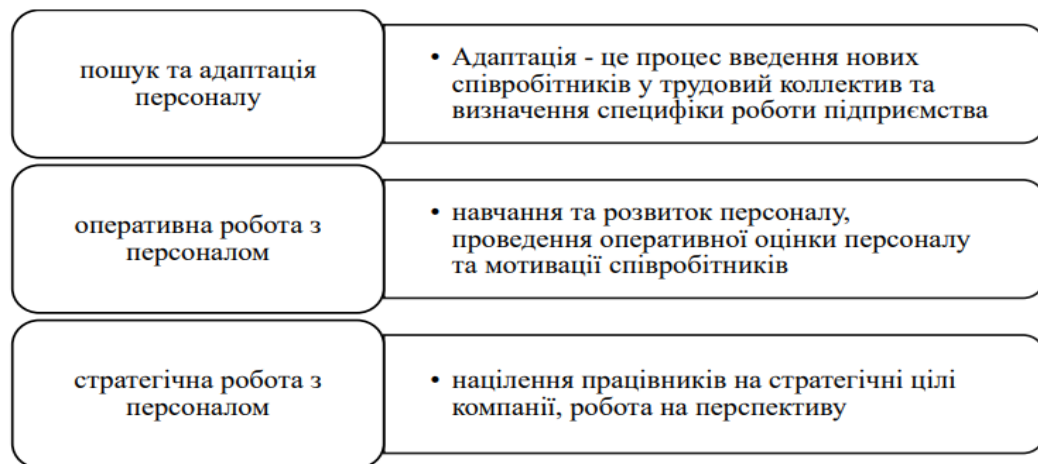 пошук та адаптація
персоналу
• Адаптація - це процес введення нових
співробітників у трудовий коллектив та
визначення специфіки роботи підприємства
оперативна робота з
персоналом
• навчання та розвиток персоналу,
проведення оперативної оцінки персоналу
та мотивації співробітників
стратегічна робота з
персоналом
• націлення працівників на стратегічні цілі
компанії, робота на перспективу